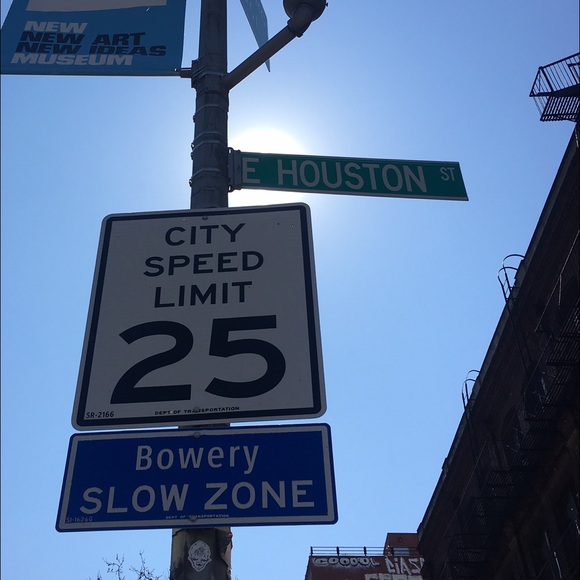 NEW
NEW ART
NEW IDEAS
MUSEUM
E HOUSTON ST
CITY
SPEED
LIMIT
25
SR-2166 DEPT OF TRANSPORTATION
Bowery
SLOW ZONE
DEPT OF TRANSPORTATION